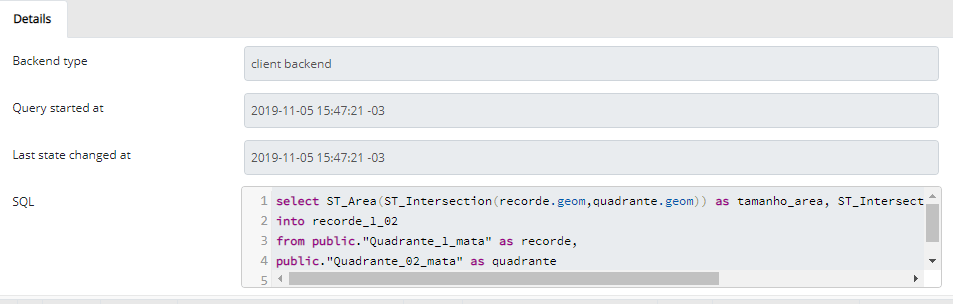 Details
Backend type
client backend
Query started at
2019-11-05 15:47:21 -03
Last state changed at
2019-11-05 15:47:21 -03
SQL
1 select ST_Area(ST_Intersection(recorde.geom,quadrante.geom)) as tamanho_area, ST_Intersect
2 into recorde_l_02
3 from public."Quadrante_l_mata" as recorde,
4 public."Quadrante_02_mata" as quadrante
5